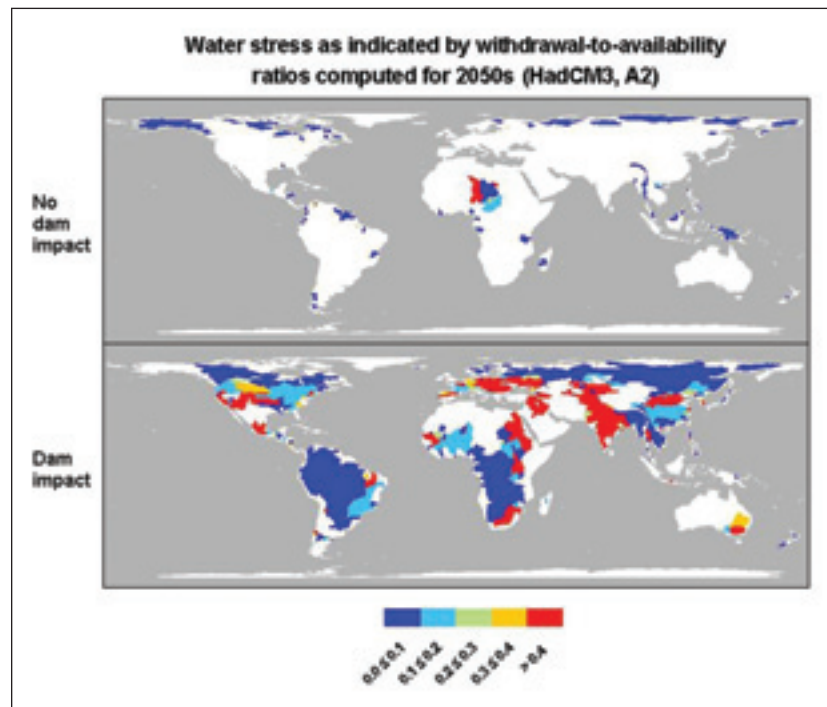 Water stress as indicated by withdrawal-to-availability
ratios computed for 2050s (HadCM3, A2)
No
dam
impact
Dam
impact
0.0≤0.1
0.1≤0.2
0.2≤0.3
0.3≤0.4
>0.4